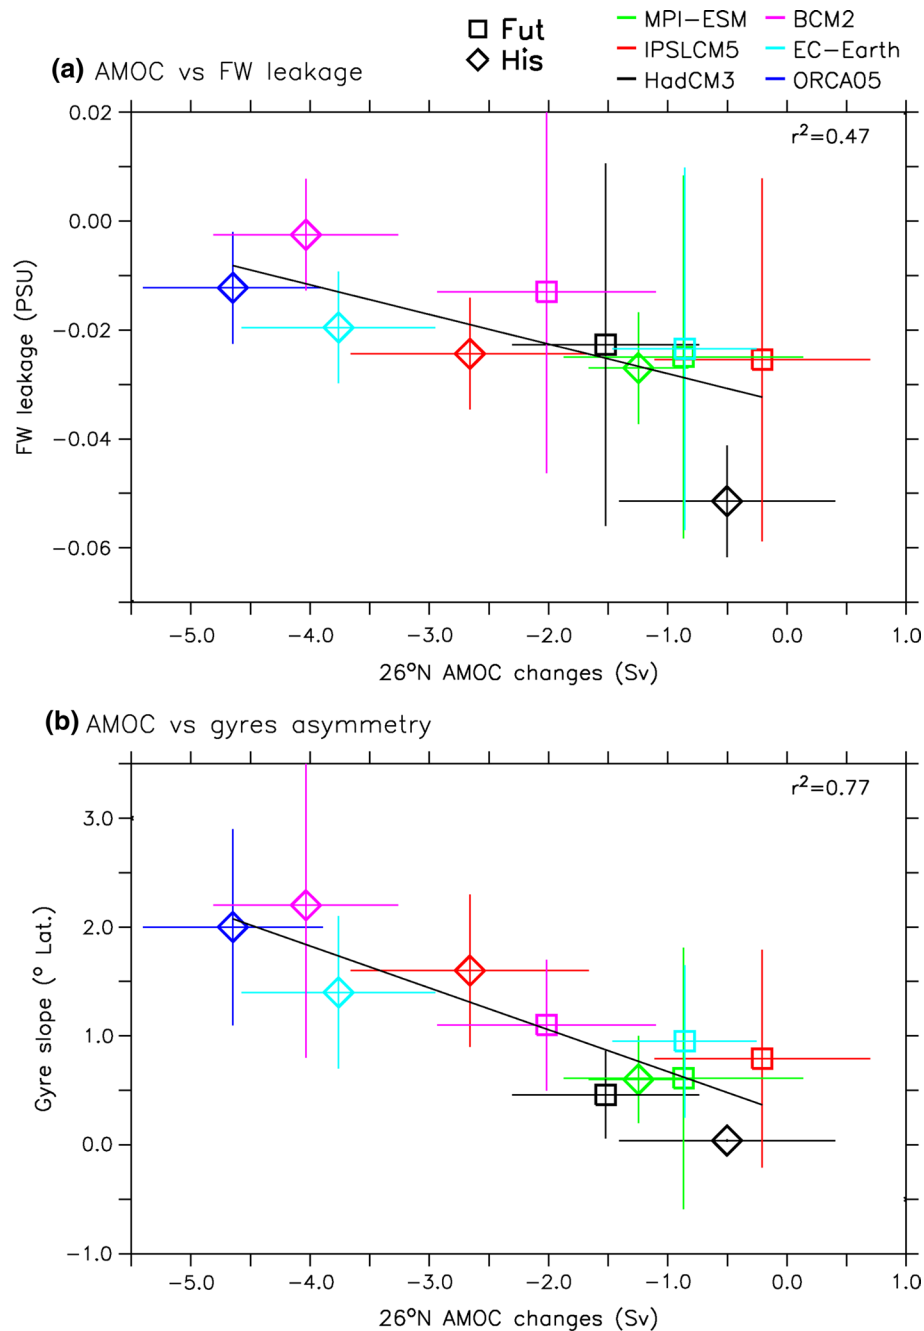 Fut
His
MPI-ESM
IPSLCM5
HadCM3
BCM2
EC-Earth
ORCA05
(a) AMOC vs FW leakage
r²=0.47
0.02
0.00
-0.02
-0.04
-0.06
FW leakage (PSU)
-5.0 -4.0 -3.0 -2.0 -1.0 0.0 1.0
26°N AMOC changes (Sv)
(b) AMOC vs gyres asymmetry
r²=0.77
3.0
2.0
1.0
0.0
-1.0
Gyre slope (° Lat.)
-5.0 -4.0 -3.0 -2.0 -1.0 0.0 1.0
26°N AMOC changes (Sv)